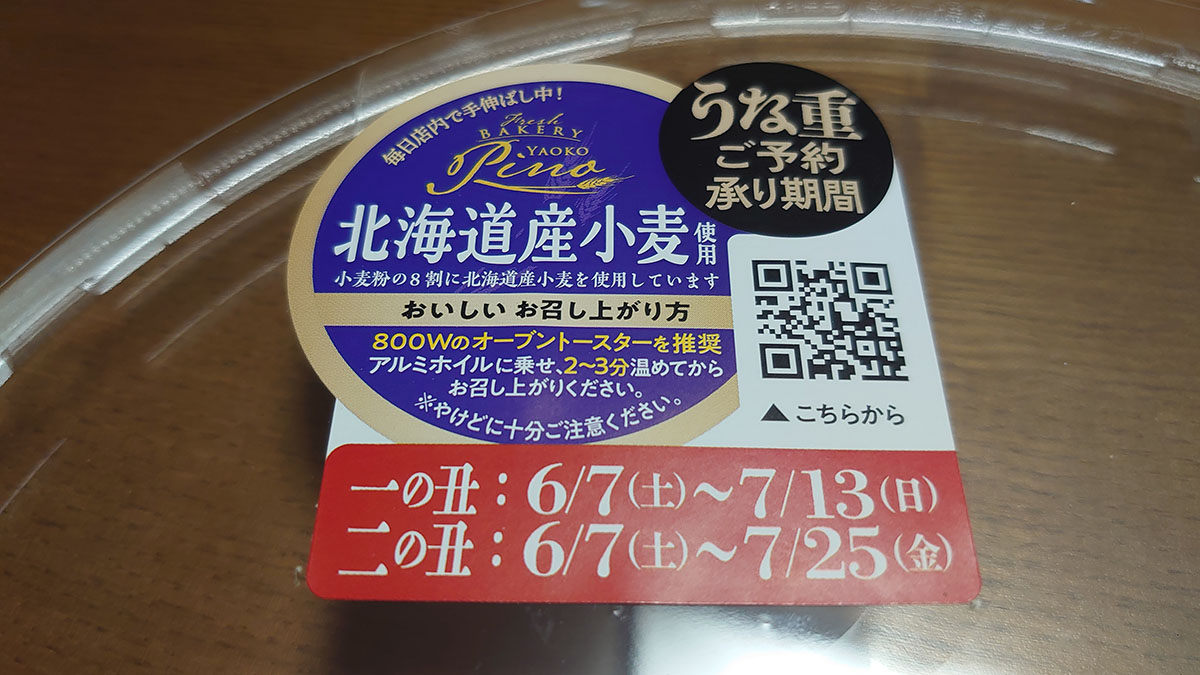 毎日店内で手伸ばし中!
Fresh
BAKERY
YAOKO
Pino
北海道産小麦使用
小麦粉の8割に北海道産小麦を使用しています
おいしいお召し上がり方
800Wのオーブントースターを推奨
アルミホイルに乗せ、2〜3分温めてから
お召し上がりください。
※やけどに十分ご注意ください。
うな重
ご予約
承り期間
▲こちらから
一の丑：6/7(土)〜7/13(日)
二の丑：6/7(土)〜7/25(金)